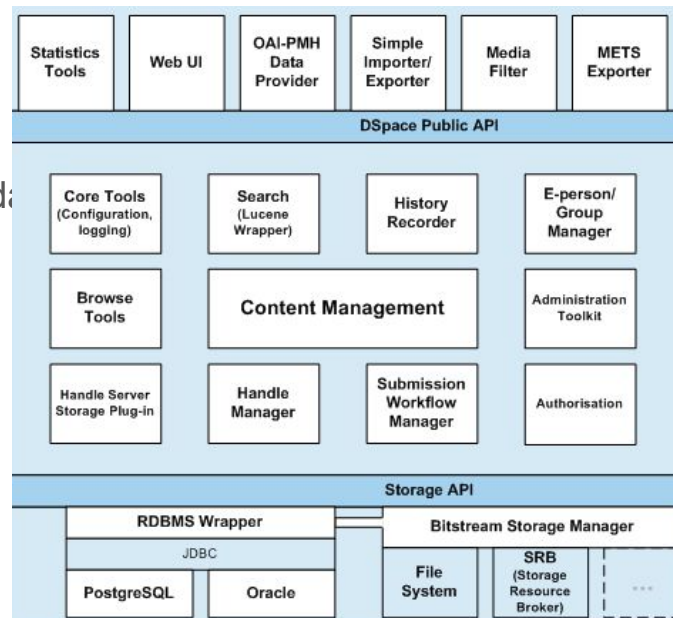 Statistics
Tools
Web UI
OAI-PMH
Data
Provider
Simple
Importer/
Exporter
Media
Filter
METS
Exporter
DSpace Public API
Core Tools
(Configuration,
logging)
Search
(Lucene
Wrapper)
History
Recorder
E-person/
Group
Manager
Browse
Tools
Content Management
Administration
Toolkit
Handle Server
Storage Plug-in
Handle
Manager
Submission
Workflow
Manager
Authorisation
Storage API
RDBMS Wrapper
Bitstream Storage Manager
JDBC
PostgreSQL
Oracle
File
System
SRB
(Storage
Resource
Broker)
...